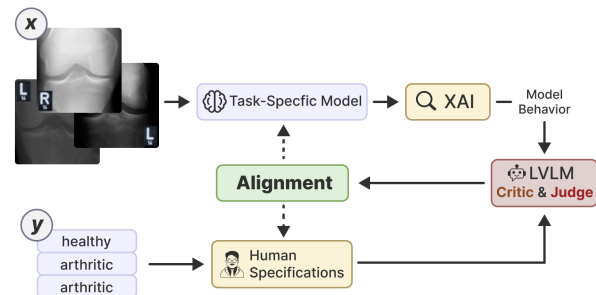 x
L
R
L
Task-Specfic Model
XAI
Model
Behavior
LVLM
Critic & Judge
Alignment
y
healthy
arthritic
arthritic
Human
Specifications